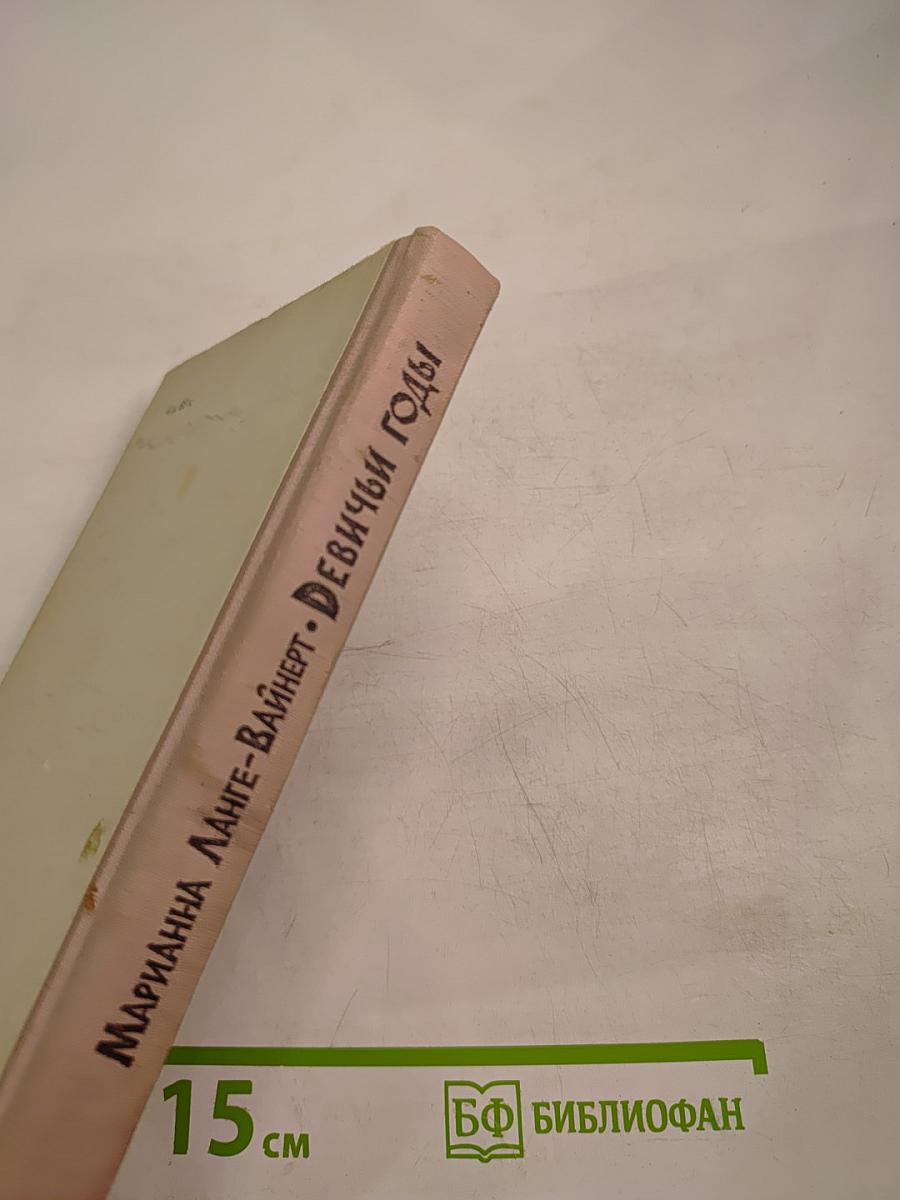 Марианна Ланге-Вайнерт • Девичьи годы
15 см
БФ БИБЛИОФАН